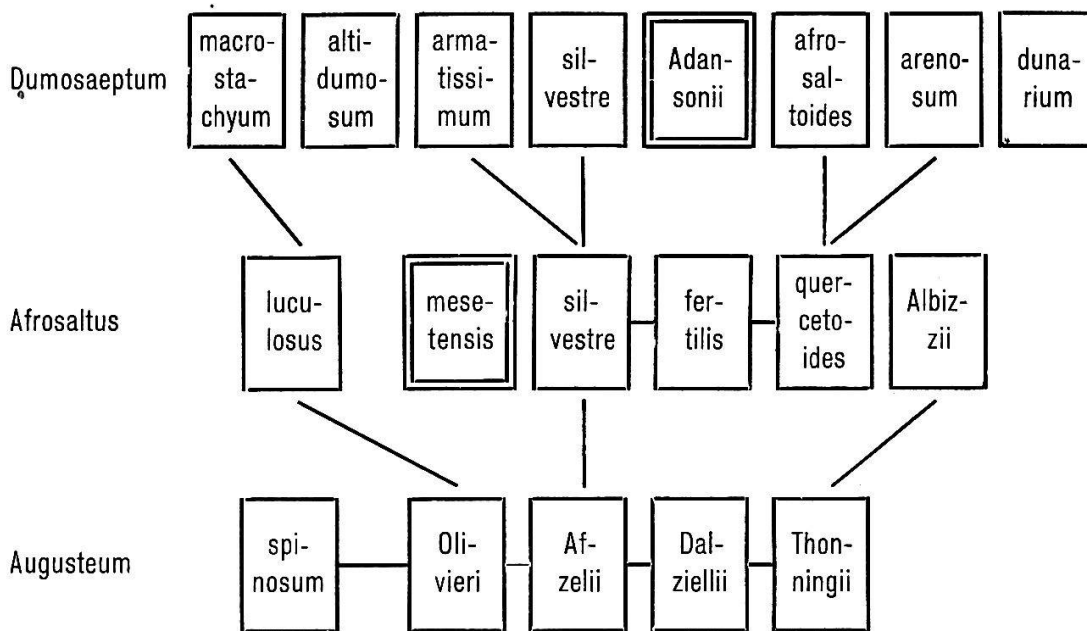 Dumosaeptum
macro-
sta-
chyum
alti-
dumo-
sum
arma-
tissi-
mum
sil-
vestre
Adan-
sonii
afro-
sal-
toides
areno-
sum
duna-
rium
Afrosaltus
lucu-
losus
mese-
tensis
sil-
vestre
fer-
tilis
quer-
ceto-
ides
Albiz-
zii
Augusteum
spi-
nosum
Oli-
vieri
Af-
zelii
Dal-
ziellii
Thon-
ningii